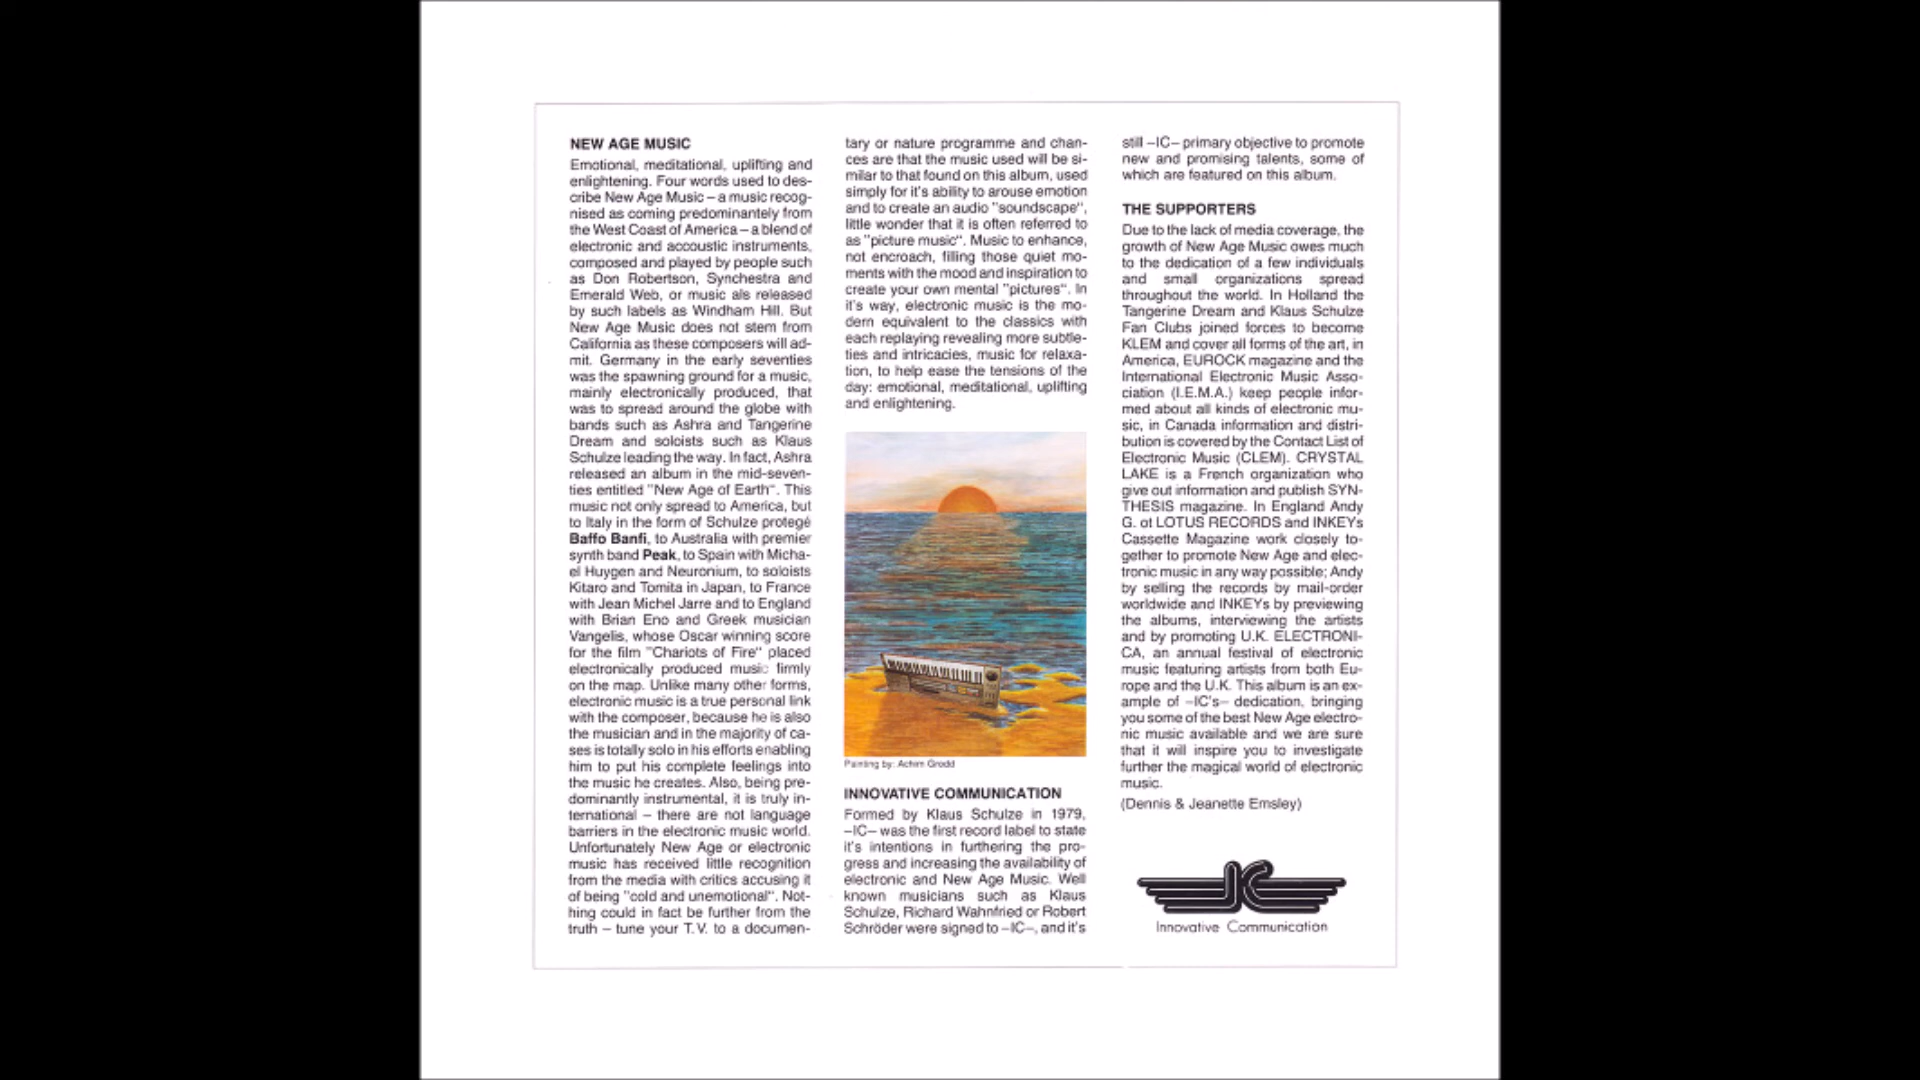 NEW AGE MUSIC
Emotional, meditational, uplifting and
enlightening. Four words used to des-
cribe New Age Music – a music recog-
nised as coming predominantly from
the West Coast of America – a blend of
electronic and accoustic instruments,
composed and played by people such
as Don Robertson, Synchestra and
Emerald Web, or music als released
by such labels as Windham Hill. But
New Age Music does not stem from
California as these composers will ad-
mit. Germany in the early seventies
was the spawning ground for a music,
mainly electronically produced, that
was to spread around the globe with
bands such as Ashra and Tangerine
Dream and soloists such as Klaus
Schulze leading the way. In fact, Ashra
released an album in the mid-seven-
ties entitled "New Age of Earth“. This
music not only spread to America, but
to Italy in the form of Schulze protegé
Baffo Banfi, to Australia with premier
synth band Peak, to Spain with Micha-
el Huygen and Neuronium, to soloists
Kitaro and Tomita in Japan, to France
with Jean Michel Jarre and to England
with Brian Eno and Greek musician
Vangelis, whose Oscar winning score
for the film "Chariots of Fire“ placed
electronically produced music firmly
on the map. Unlike many other forms,
electronic music is a true personal link
with the composer, because he is also
the musician and in the majority of ca-
ses is totally solo in his efforts enabling
him to put his complete feelings into
the music he creates. Also, being pre-
dominantly instrumental, it is truly in-
ternational – there are not language
barriers in the electronic music world.
Unfortunately New Age or electronic
music has received little recognition
from the media with critics accusing it
of being "cold and unemotional“. Not-
hing could in fact be further from the
truth – tune your T.V. to a documen-
tary or nature programme and chan-
ces are that the music used will be si-
milar to that found on this album, used
simply for it's ability to arouse emotion
and to create an audio "soundscape“,
little wonder that it is often referred to
as "picture music“. Music to enhance,
not encroach, filling those quiet mo-
ments with the mood and inspiration to
create your own mental "pictures“. In
it's way, electronic music is the mo-
dern equivalent to the classics with
each replaying revealing more subtle-
ties and intricacies, music for relaxa-
tion, to help ease the tensions of the
day: emotional, meditational, uplifting
and enlightening.
Painting by: Achim Grodd
INNOVATIVE COMMUNICATION
Formed by Klaus Schulze in 1979,
–IC– was the first record label to state
it's intentions in furthering the pro-
gress and increasing the availability of
electronic and New Age Music. Well
known musicians such as Klaus
Schulze, Richard Wahnfried or Robert
Schröder were signed to –IC–, and it's
still –IC– primary objective to promote
new and promising talents, some of
which are featured on this album.
THE SUPPORTERS
Due to the lack of media coverage, the
growth of New Age Music owes much
to the dedication of a few individuals
and small organizations spread
throughout the world. In Holland the
Tangerine Dream and Klaus Schulze
Fan Clubs joined forces to become
KLEM and cover all forms of the art, in
America, EUROCK magazine and the
International Electronic Music Asso-
ciation (I.E.M.A.) keep people infor-
med about all kinds of electronic mu-
sic, in Canada information and distri-
bution is covered by the Contact List of
Electronic Music (CLEM). CRYSTAL
LAKE is a French organization who
give out information and publish SYN-
THESIS magazine. In England Andy
G. ot LOTUS RECORDS and INKEYs
Cassette Magazine work closely to-
gether to promote New Age and elec-
tronic music in any way possible; Andy
by selling the records by mail-order
worldwide and INKEYs by previewing
the albums, interviewing the artists
and by promoting U.K. ELECTRONI-
CA, an annual festival of electronic
music featuring artists from both Eu-
rope and the U.K. This album is an ex-
ample of –IC's– dedication, bringing
you some of the best New Age electro-
nic music available and we are sure
that it will inspire you to investigate
further the magical world of electronic
music.
(Dennis & Jeanette Emsley)
IC
Innovative Communication